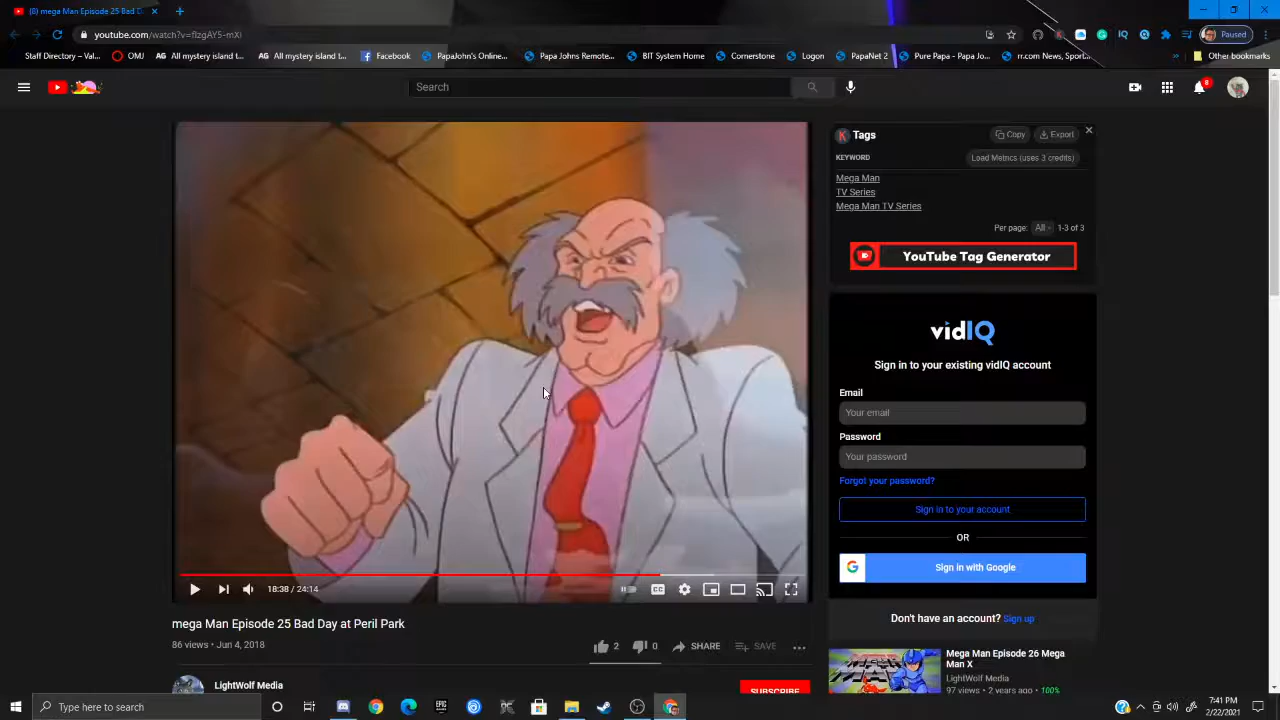 (8) mega Man Episode 25 Bad D
youtube.com/watch?v=flzgAY5-mXI
Paused
Staff Directory – Val...
OMJ
All mystery island t...
All mystery island t...
Facebook
PapaJohn's Online...
Papa Johns Remote...
BIT System Home
Cornerstone
Logon
PapaNet 2
Pure Papa - Papa Jo...
rr.com News, Sport...
Other bookmarks
Search
8
Tags
Copy
Export
KEYWORD
Load Metrics (uses 3 credits)
Mega Man
TV Series
Mega Man TV Series
Per page: All 1-3 of 3
YouTube Tag Generator
vidIQ
Sign in to your existing vidIQ account
Email
Your email
Password
Your password
Forgot your password?
Sign in to your account
OR
Sign in with Google
Don't have an account? Sign up
18:38 / 24:14
CC
mega Man Episode 25 Bad Day at Peril Park
86 views • Jun 4, 2018
2
0
SHARE
SAVE
LightWolf Media
SUBSCRIBE
Mega Man Episode 26 Mega
Man X
LightWolf Media
97 views • 2 years ago • 100%
Type here to search
EPIC
7:41 PM
2/22/2021